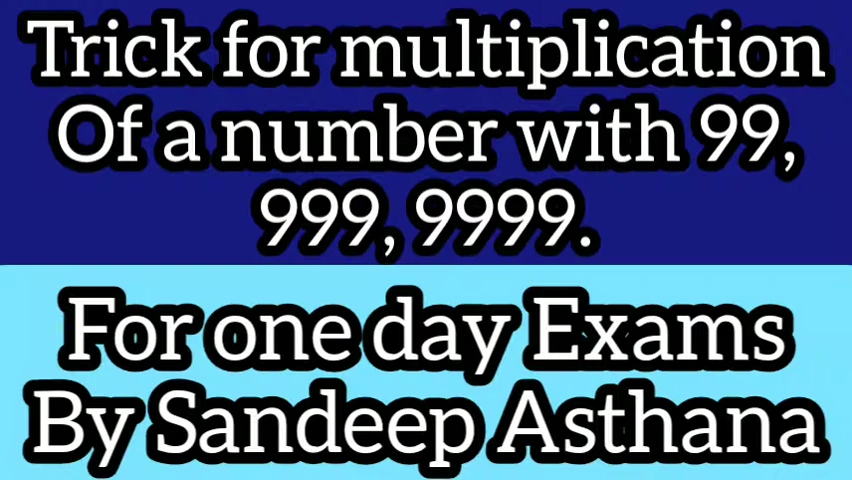 Trick for multiplication
Of a number with 99,
999, 9999.
For one day Exams
By Sandeep Asthana